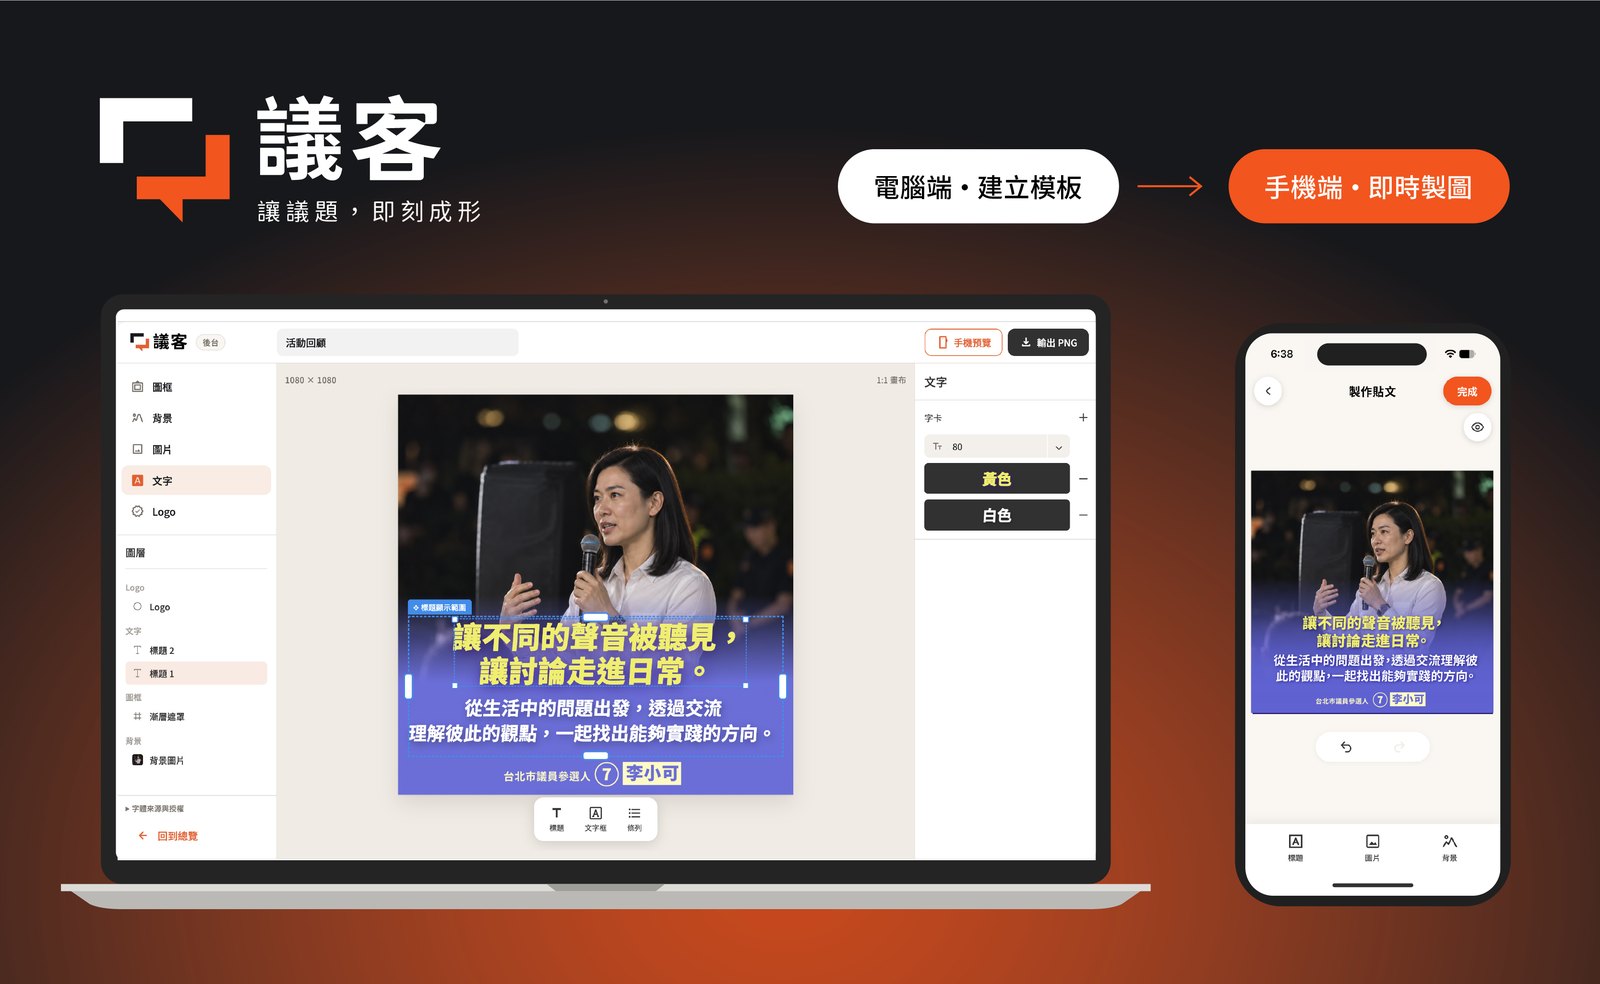 議客
讓議題，即刻成形
電腦端・建立模板
手機端・即時製圖
議客 後台
活動回顧
手機預覽
輸出 PNG
圖框
背景
圖片
文字
Logo
圖層
Logo
Logo
文字
標題 2
標題 1
圖框
漸層遮罩
背景
背景圖片
字體來源與授權
回到總覽
1080 × 1080
1:1 畫布
標題顯示範圍
讓不同的聲音被聽見，
讓討論走進日常。
從生活中的問題出發，透過交流
理解彼此的觀點，一起找出能夠實踐的方向。
台北市議員參選人 7 李小可
標題
文字框
條列
文字
字卡
80
黃色
白色
6:38
製作貼文
完成
讓不同的聲音被聽見，
讓討論走進日常。
從生活中的問題出發，透過交流理解彼
此的觀點，一起找出能夠實踐的方向。
台北市議員參選人 7 李小可
標題
圖片
背景